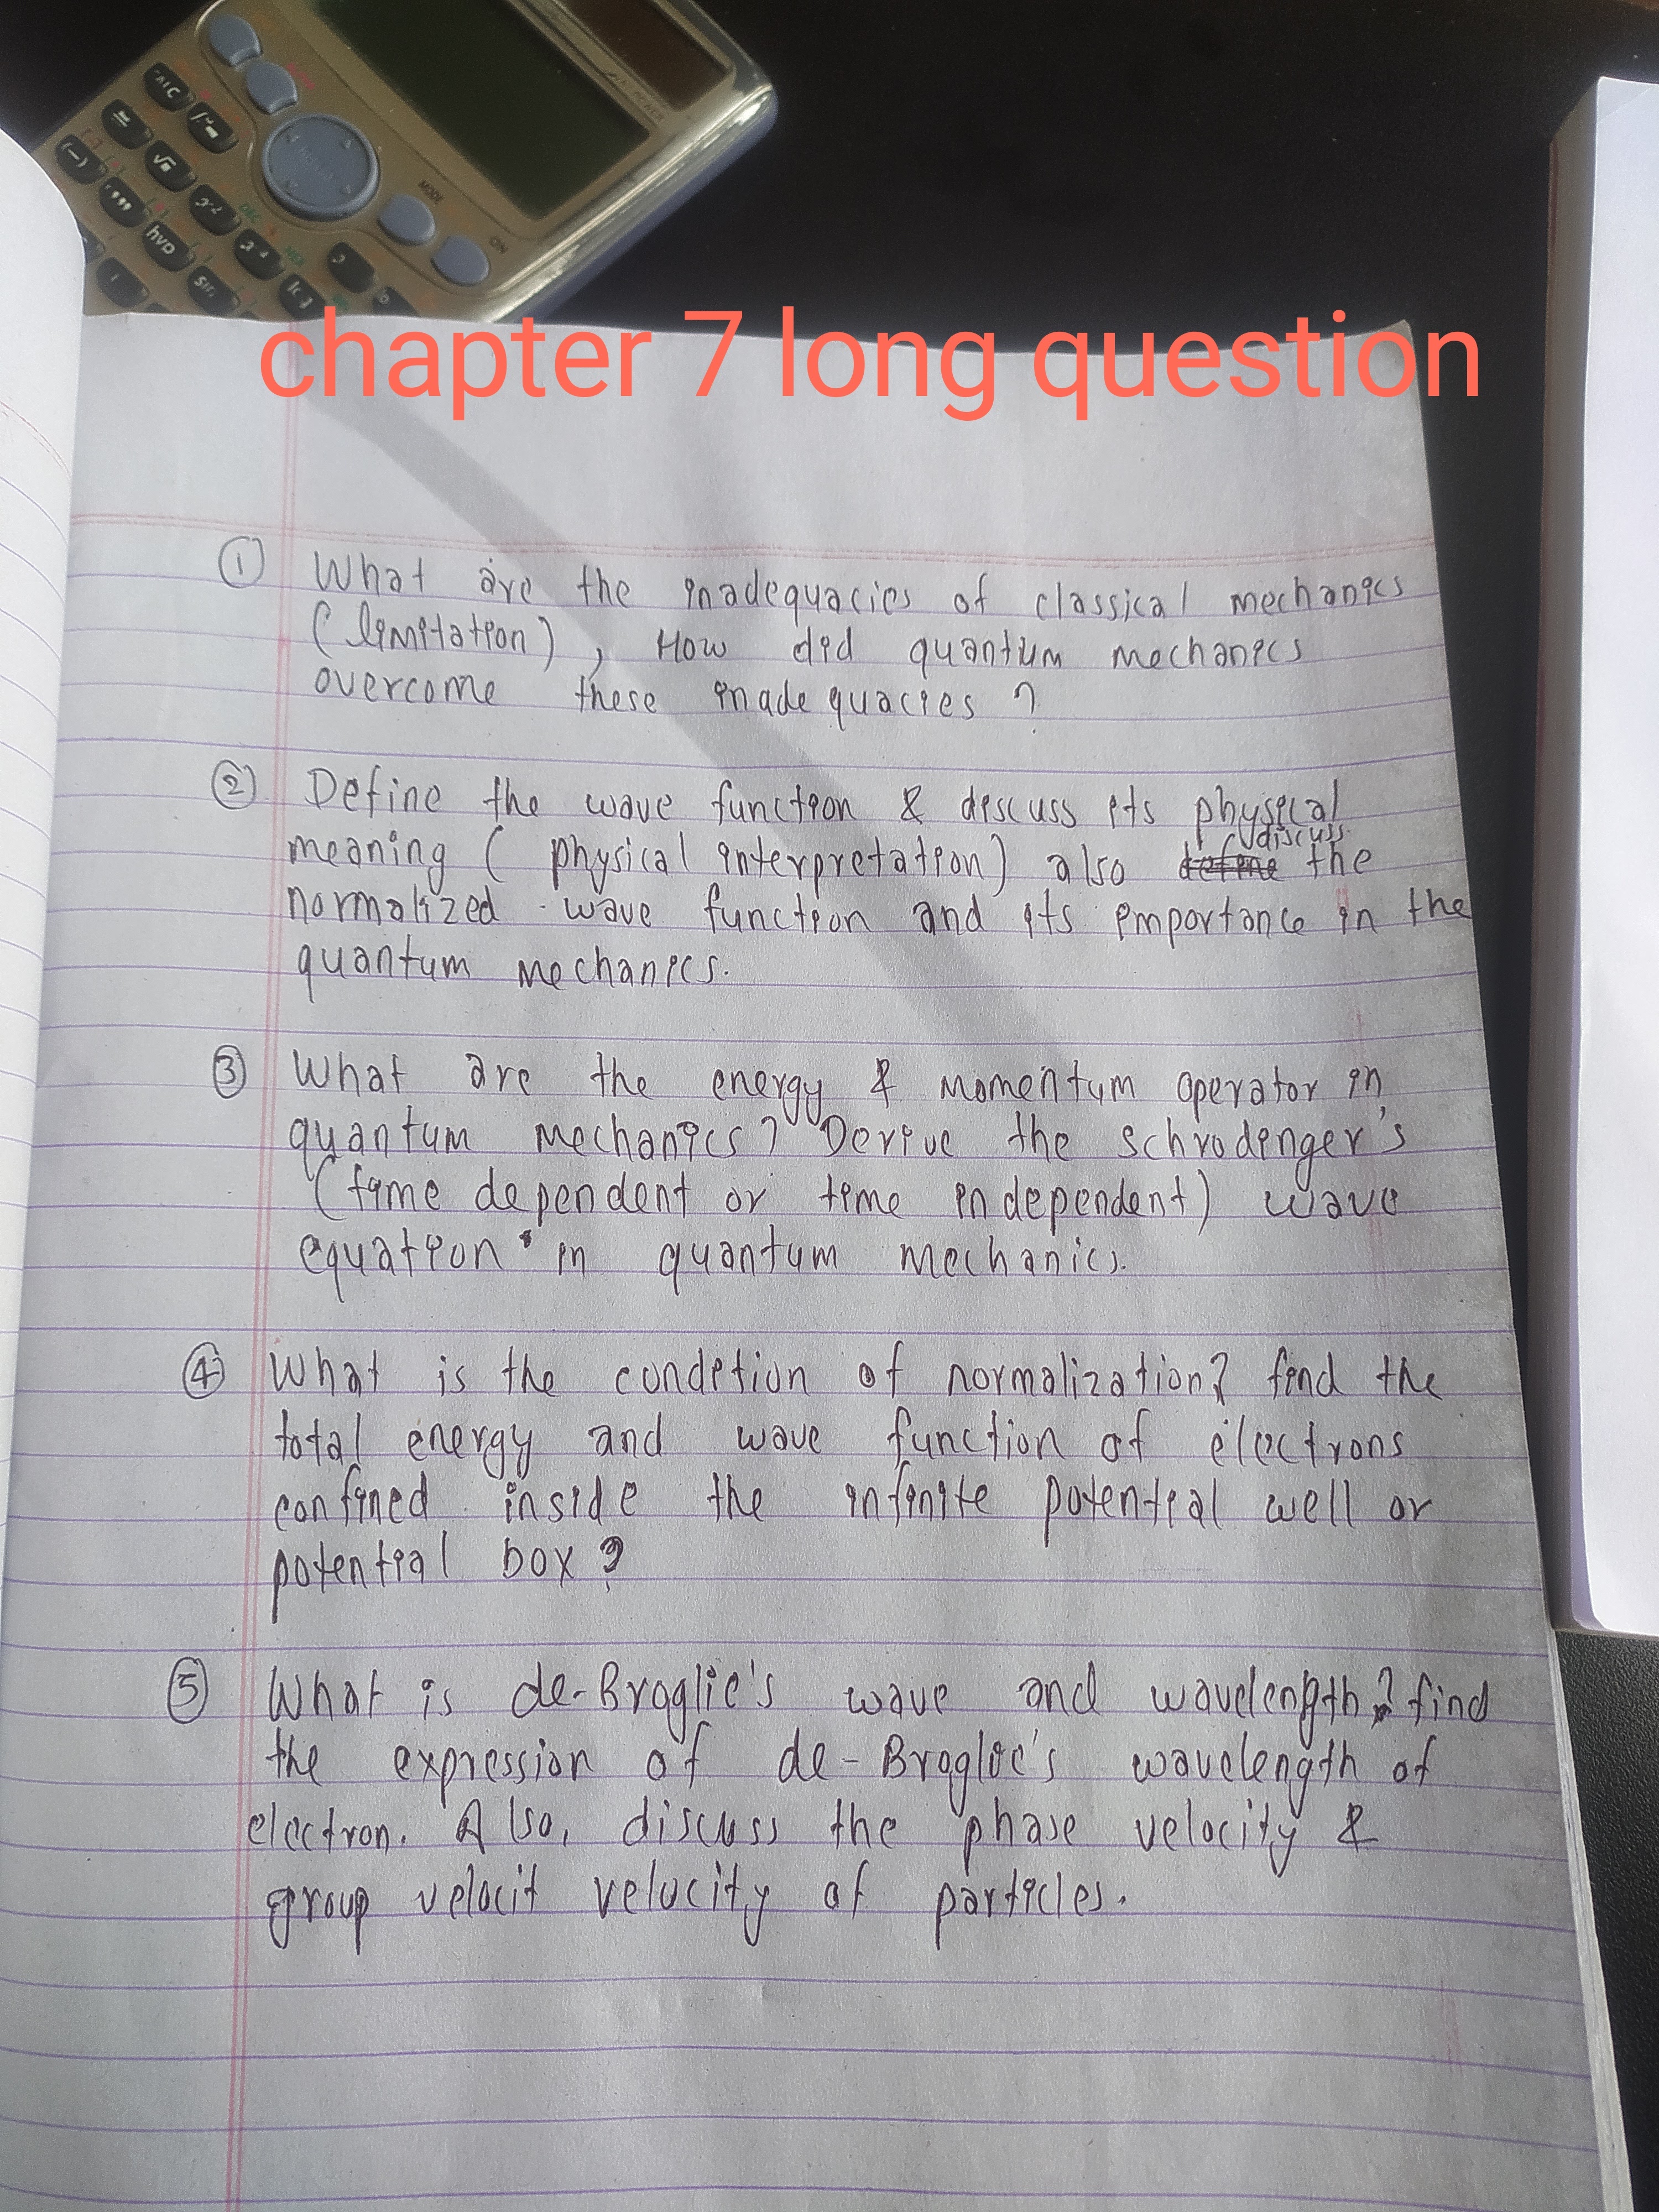 CALC
MODE
ON
hyp
sin
chapter 7 long question
① What are the inadequacies of classical mechanics
(limitation), How did quantum mechanics
overcome these inadequacies ?
② Define the wave function & discuss its physical
meaning ( physical interpretation) also define discuss the
normalized wave function and its importance in the
quantum mechanics.
③ What are the energy & momentum operator in
quantum mechanics? Derive the schrodinger's
(time dependent or time independent) wave
equation in quantum mechanics.
④ What is the condition of normalization? find the
total energy and wave function of electrons
confined inside the infinite potential well or
potential box ?
⑤ What is de-Broglie's wave and wavelength? find
the expression of de-Broglie's wavelength of
electron. Also, discuss the phase velocity &
group velocit velocity of particles.